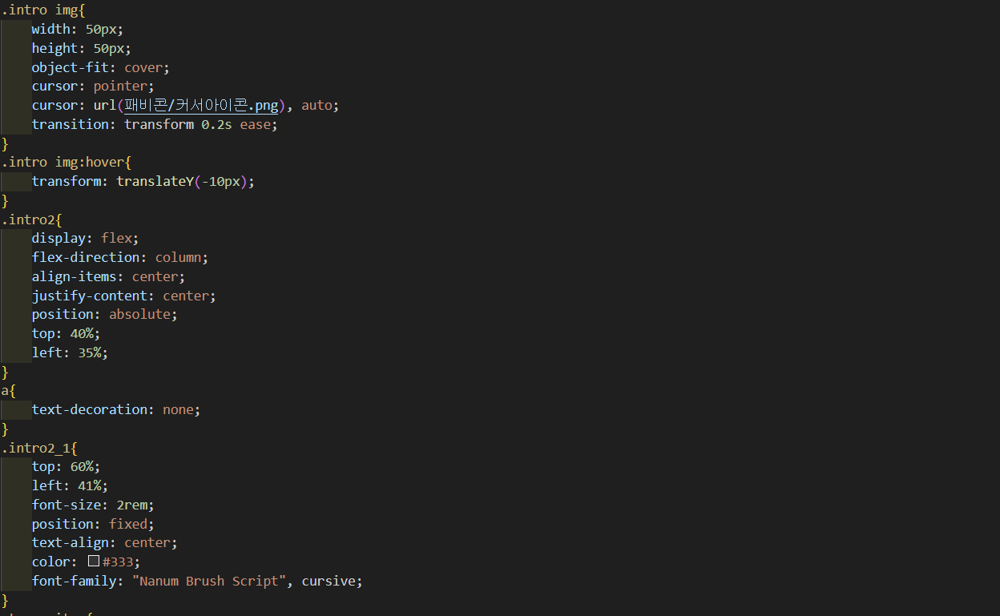 .intro img{
width: 50px;
height: 50px;
object-fit: cover;
cursor: pointer;
cursor: url(패비콘/커서아이콘.png), auto;
transition: transform 0.2s ease;
}
.intro img:hover{
transform: translateY(-10px);
}
.intro2{
display: flex;
flex-direction: column;
align-items: center;
justify-content: center;
position: absolute;
top: 40%;
left: 35%;
}
a{
text-decoration: none;
}
.intro2_1{
top: 60%;
left: 41%;
font-size: 2rem;
position: fixed;
text-align: center;
color: #333;
font-family: "Nanum Brush Script", cursive;
}